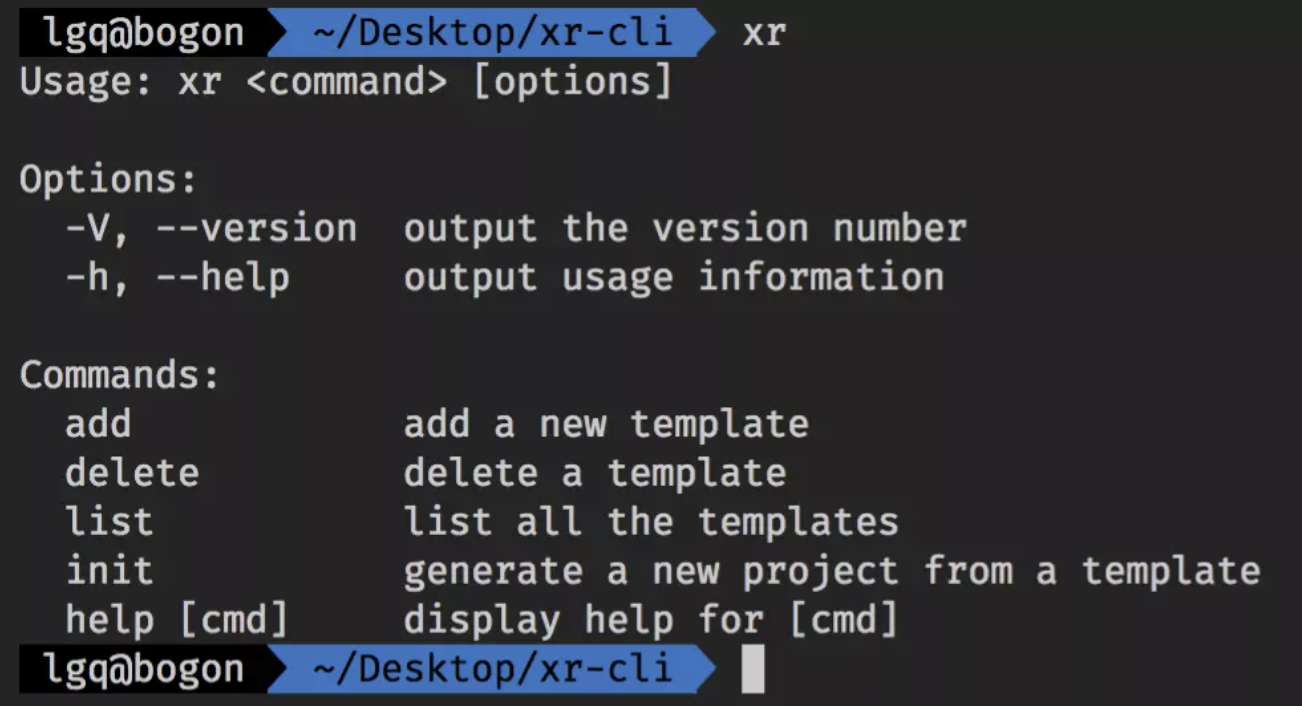 lgq@bogon ~/Desktop/xr-cli xr
Usage: xr <command> [options]
Options:
-V, --version output the version number
-h, --help output usage information
Commands:
add add a new template
delete delete a template
list list all the templates
init generate a new project from a template
help [cmd] display help for [cmd]
lgq@bogon ~/Desktop/xr-cli